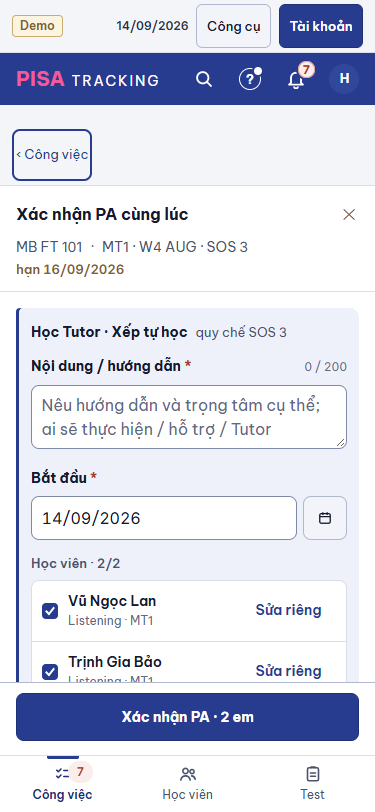 Demo
14/09/2026
Công cụ
Tài khoản
PISA TRACKING
?
7
H
‹ Công việc
Xác nhận PA cùng lúc
MB FT 101 · MT1 · W4 AUG · SOS 3
hạn 16/09/2026
Học Tutor · Xếp tự học quy chế SOS 3
Nội dung / hướng dẫn *
0 / 200
Nêu hướng dẫn và trọng tâm cụ thể;
ai sẽ thực hiện / hỗ trợ / Tutor
Bắt đầu *
14/09/2026
Học viên · 2/2
Vũ Ngọc Lan
Listening · MT1
Sửa riêng
Trịnh Gia Bảo
Listening · MT1
Sửa riêng
Xác nhận PA · 2 em
7
Công việc
Học viên
Test